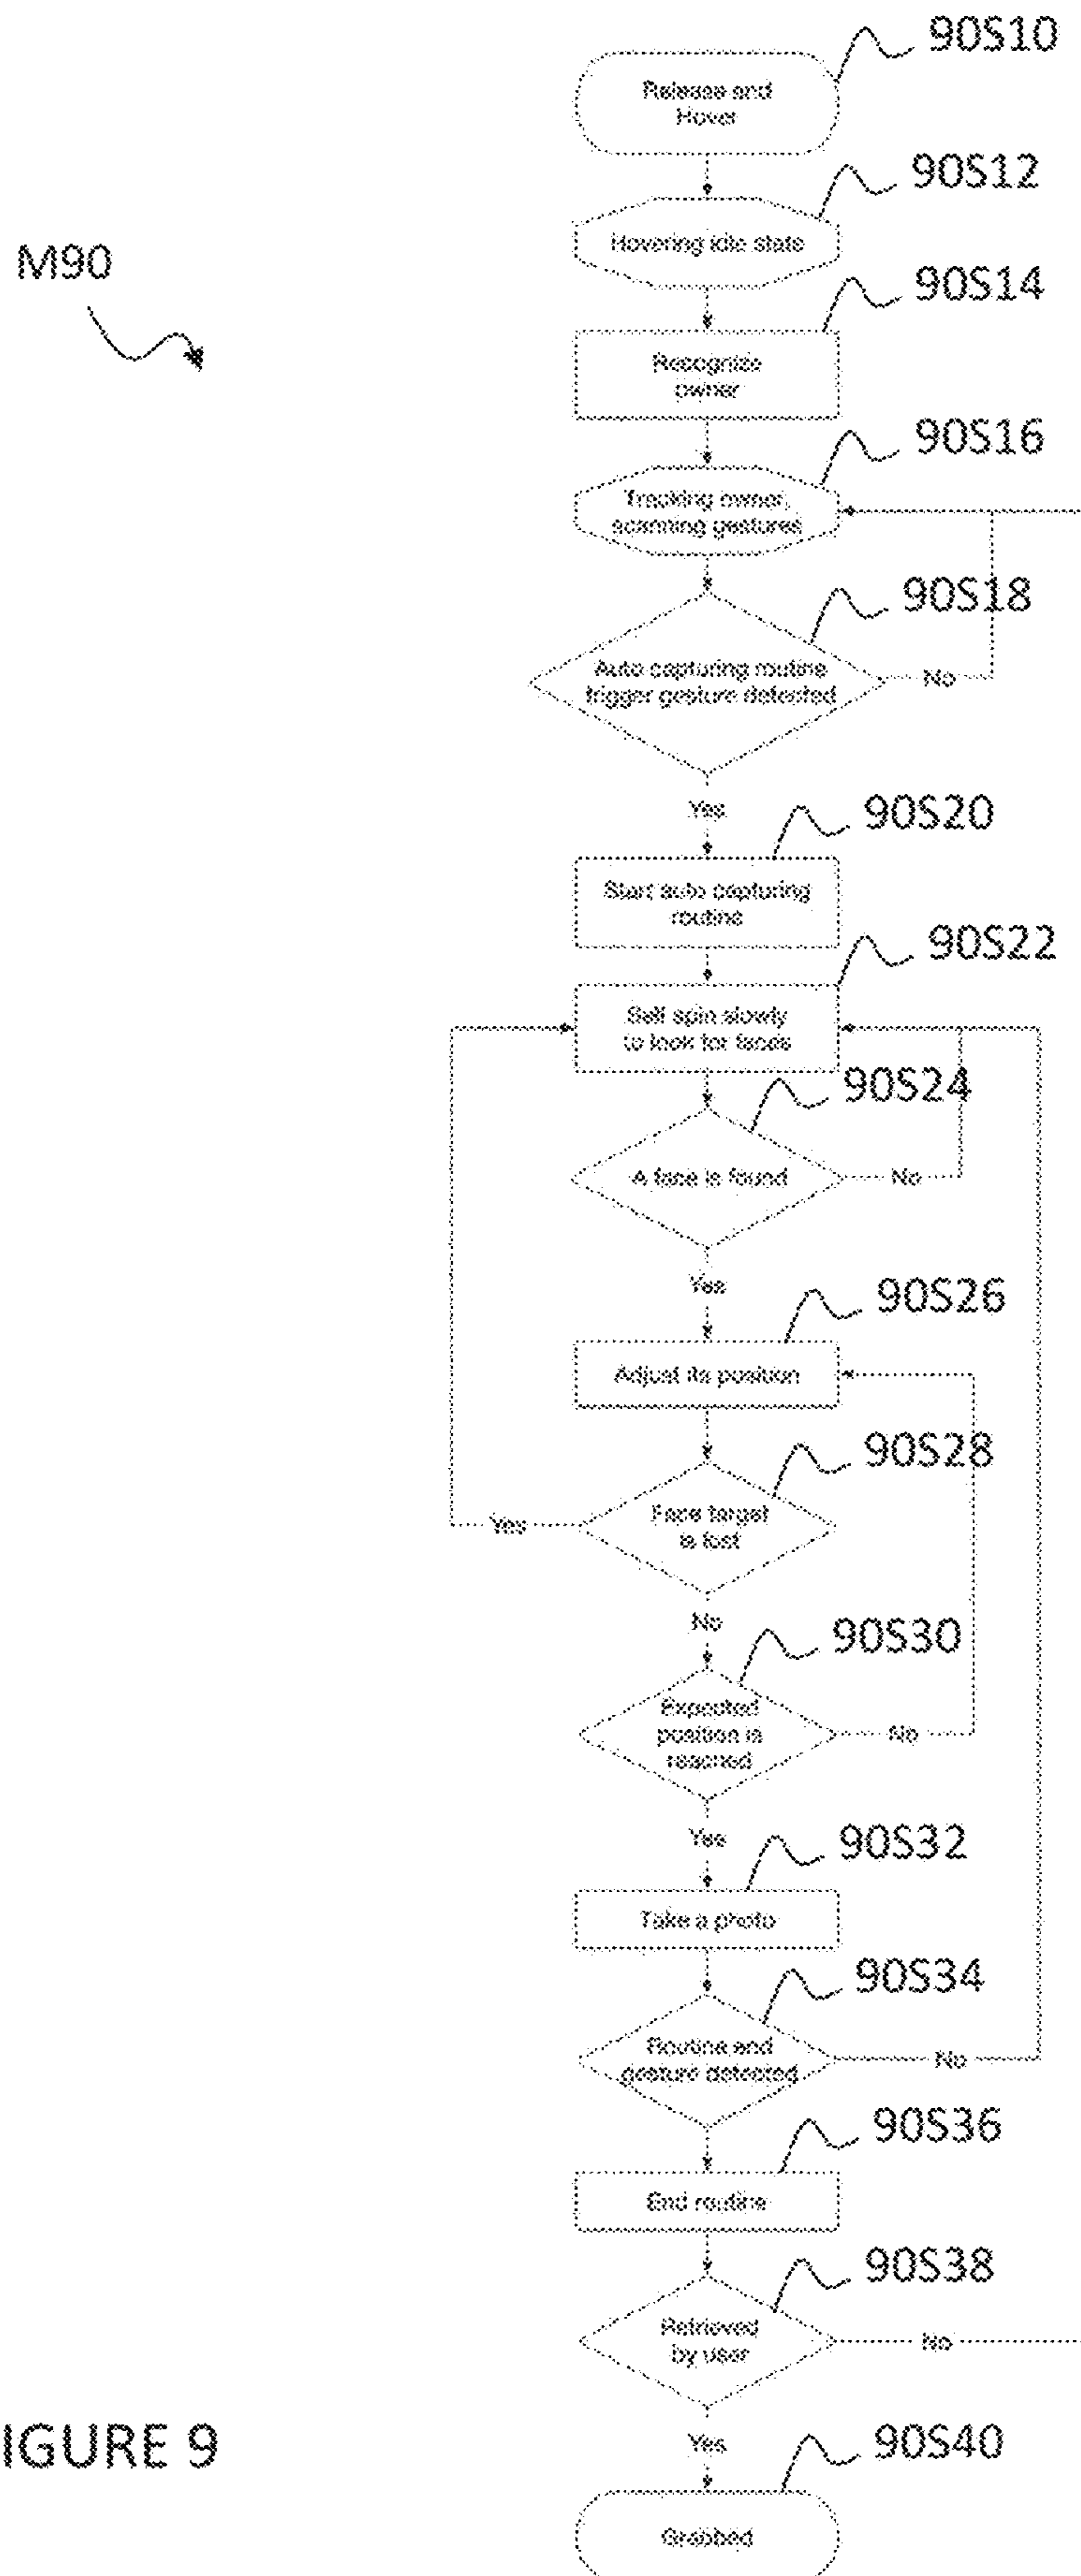 90S10
Release and
Hover
90S12
Hovering idle state
M90
90S14
Recognize
owner
90S16
Tracking owner,
scanning gestures
90S18
Auto capturing routine
trigger gesture detected
No
Yes
90S20
Start auto capturing
routine
90S22
Self spin slowly
to look for faces
90S24
A face is found
No
Yes
90S26
Adjust its position
90S28
Face target
is lost
Yes
No
90S30
Expected
position is
reached
No
Yes
90S32
Take a photo
90S34
Routine end
gesture detected
No
90S36
End routine
90S38
Retrieved
by user
No
Yes
IGURE 9
90S40
Grabbed